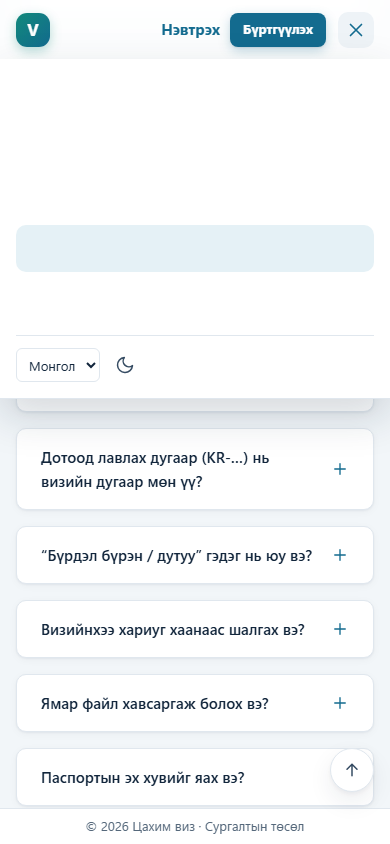 V
Нэвтрэх
Бүртгүүлэх
Монгол
Дотоод лавлах дугаар (KR-...) нь
визийн дугаар мөн үү?
“Бүрдэл бүрэн / дутуу” гэдэг нь юу вэ?
Визийнхээ хариуг хаанаас шалгах вэ?
Ямар файл хавсаргаж болох вэ?
Паспортын эх хувийг яах вэ?
© 2026 Цахим виз · Сургалтын төсөл